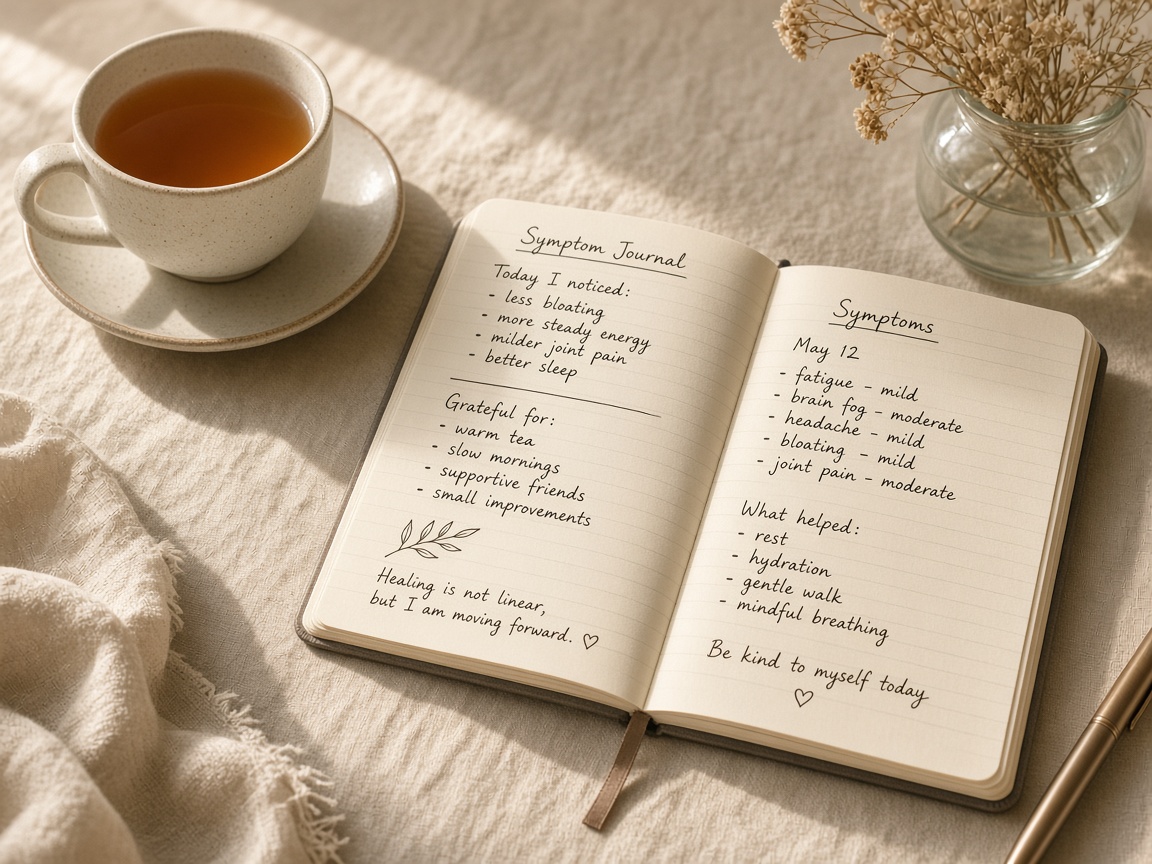 Symptom Journal
Today I noticed:
- less bloating
- more steady energy
- milder joint pain
- better sleep
Grateful for:
- warm tea
- slow mornings
- supportive friends
- small improvements
Healing is not linear,
but I am moving forward. ♡
Symptoms
May 12
- fatigue - mild
- brain fog - moderate
- headache - mild
- bloating - mild
- joint pain - moderate
What helped:
- rest
- hydration
- gentle walk
- mindful breathing
Be kind to myself today
♡